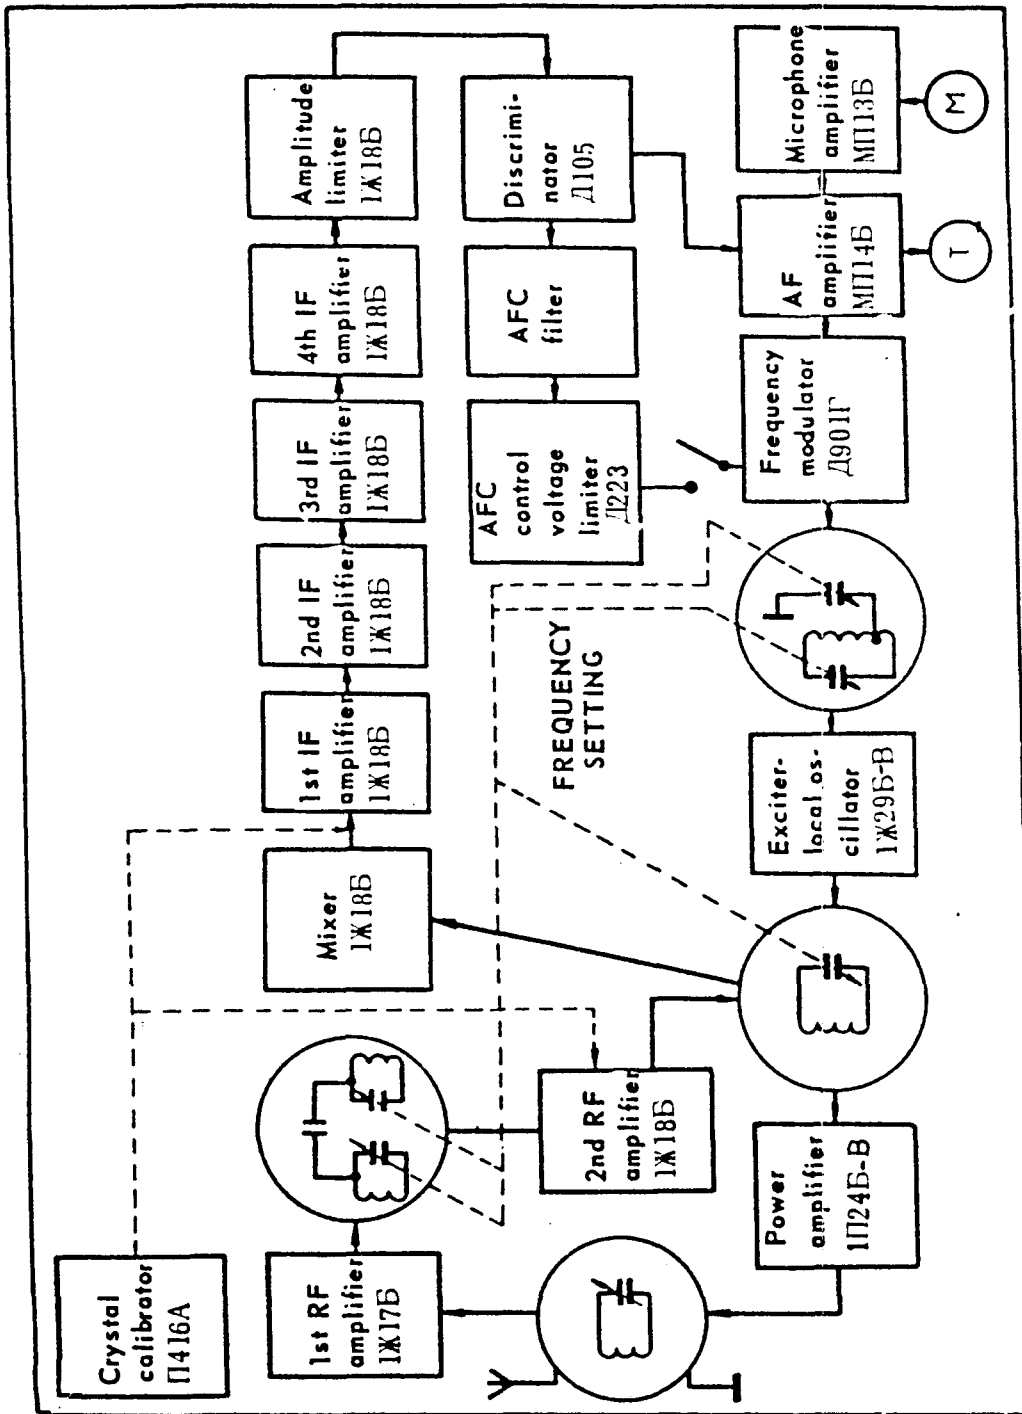 Crystal
calibrator
П416А
1st RF
amplifier
1Ж17Б
Mixer
1Ж18Б
1st IF
amplifier
1Ж18Б
2nd IF
amplifier
1Ж18Б
3rd IF
amplifier
1Ж18Б
4th IF
amplifier
1Ж18Б
Amplitude
limiter
1Ж18Б
2nd RF
amplifier
1Ж18Б
FREQUENCY
SETTING
AFC
control
voltage
limiter
Д223
AFC
filter
Discrimi-
nator
Д105
Power
amplifier
1П24Б-В
Exciter-
local os-
cillator
1Ж29Б-В
Frequency
modulator
Д901Г
AF
amplifier
МП14Б
Microphone
amplifier
МП13Б
T
M